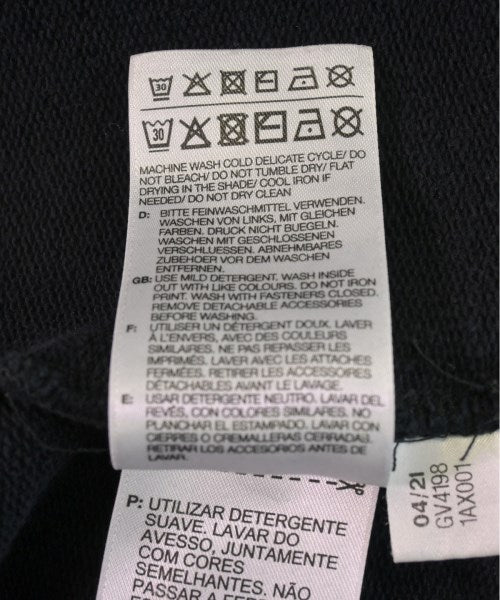 30
30
MACHINE WASH COLD DELICATE CYCLE/ DO
NOT BLEACH/ DO NOT TUMBLE DRY/ FLAT
DRYING IN THE SHADE/ COOL IRON IF
NEEDED/ DO NOT DRY CLEAN
D: BITTE FEINWASCHMITTEL VERWENDEN.
WASCHEN VON LINKS, MIT GLEICHEN
FARBEN. DRUCK NICHT BUEGELN.
WASCHEN MIT GESCHLOSSENEN
VERSCHLUESSEN. ABNEHMBARES
ZUBEHOER VOR DEM WASCHEN
ENTFERNEN.
GB: USE MILD DETERGENT. WASH INSIDE
OUT WITH LIKE COLOURS. DO NOT IRON
PRINT. WASH WITH FASTENERS CLOSED.
REMOVE DETACHABLE ACCESSORIES
BEFORE WASHING.
F: UTILISER UN DÉTERGENT DOUX. LAVER
À L'ENVERS, AVEC DES COULEURS
SIMILAIRES. NE PAS REPASSER LES
IMPRIMÉS. LAVER AVEC LES ATTACHES
FERMÉES. RETIRER LES ACCESSOIRES
DÉTACHABLES AVANT LE LAVAGE.
E: USAR DETERGENTE NEUTRO. LAVAR DEL
REVÉS, CON COLORES SIMILARES. NO
PLANCHAR EL ESTAMPADO. LAVAR CON
CIERRES O CREMALLERAS CERRADAS.
RETIRAR LOS ACCESORIOS ANTES DE
LAVAR.
P: UTILIZAR DETERGENTE
SUAVE. LAVAR DO
AVESSO, JUNTAMENTE
COM CORES
SEMELHANTES. NÃO
PASSAR A
04/21
GV4198
1AX001